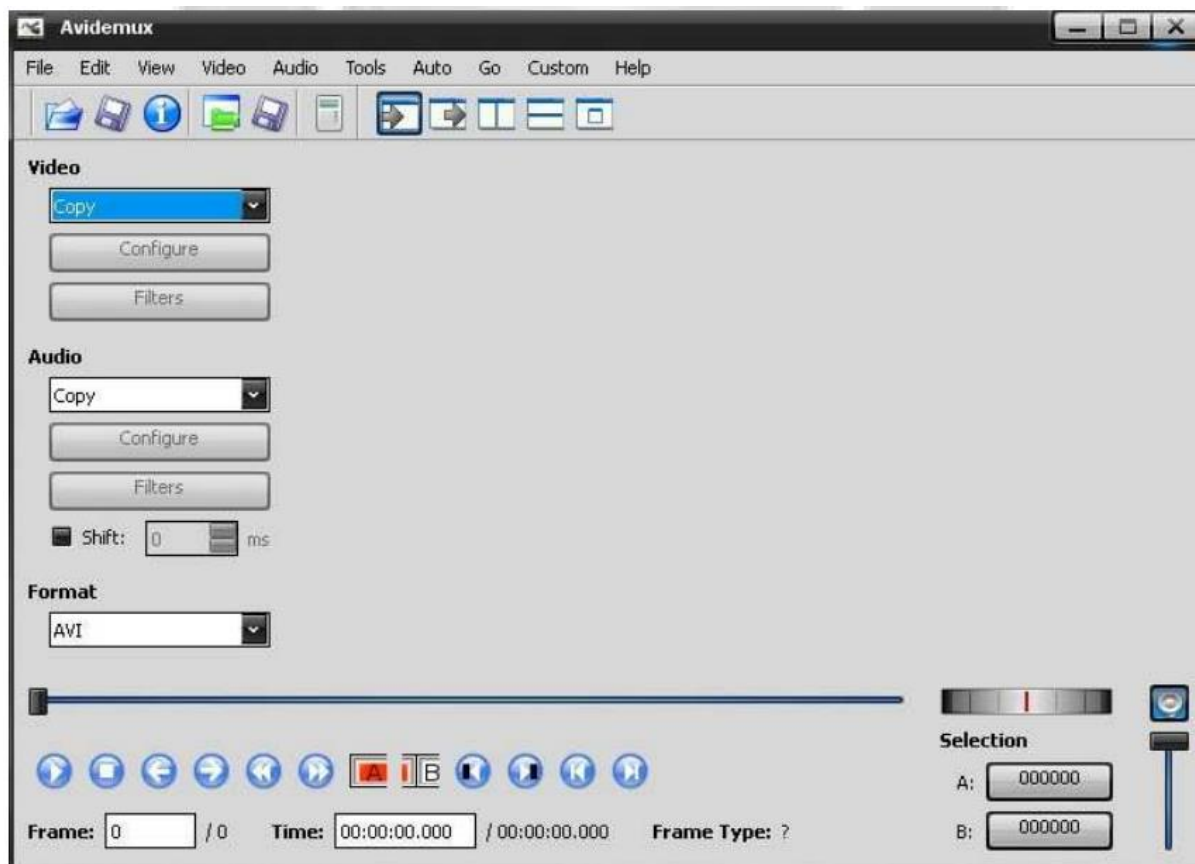 Avidemux
File Edit View Video Audio Tools Auto Go Custom Help
Video
Copy
Configure
Filters
Audio
Copy
Configure
Filters
Shift: 0 ms
Format
AVI
Selection
A B
A: 000000
Frame: 0 / 0 Time: 00:00:00.000 / 00:00:00.000 Frame Type: ? B: 000000